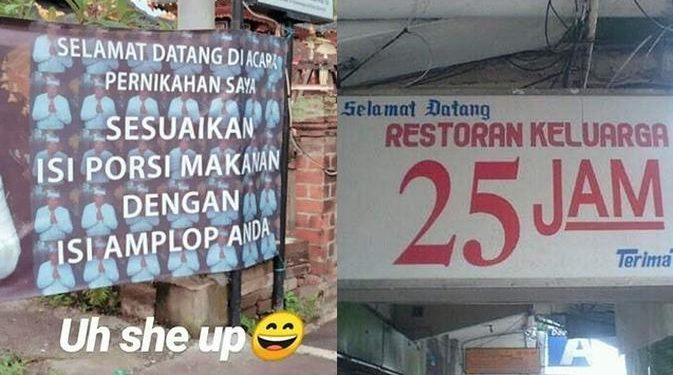 SELAMAT DATANG DI ACARA
PERNIKAHAN SAYA
SESUAIKAN
ISI PORSI MAKANAN
DENGAN
ISI AMPLOP ANDA
Uh she up😄
Selamat Datang
RESTORAN KELUARGA
25 JAM
A